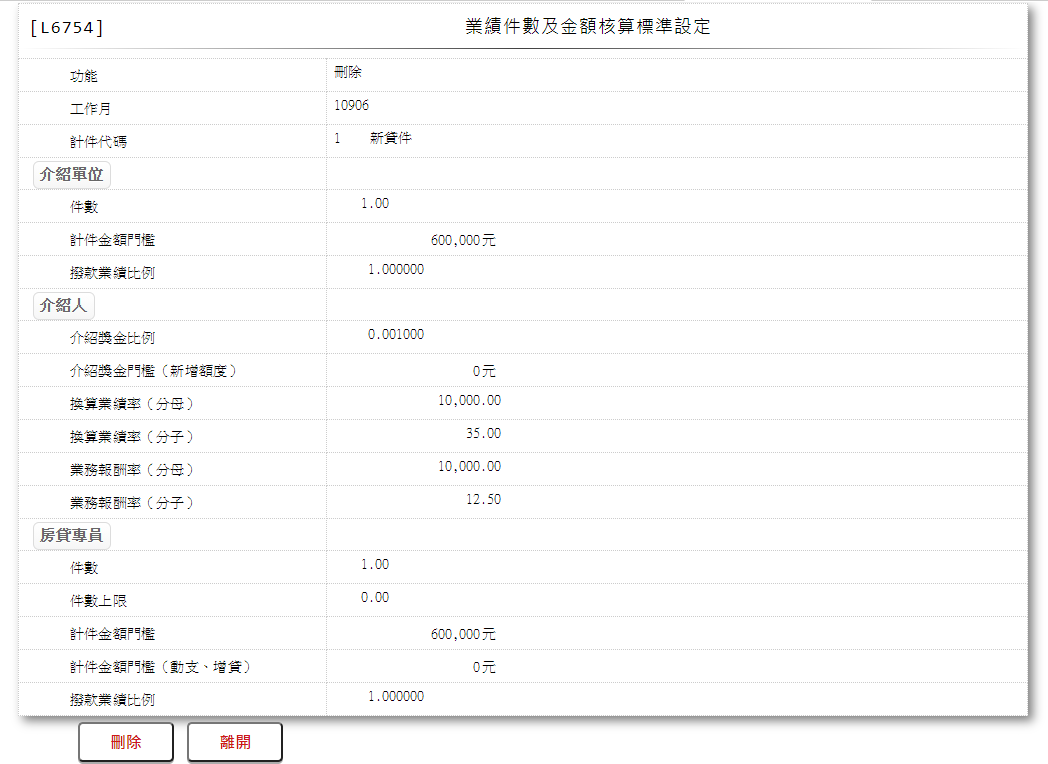 [L6754] 業績件數及金額核算標準設定
功能 刪除
工作月 10906
計件代碼 1 新貸件
介紹單位
件數 1.00
計件金額門檻 600,000元
撥款業績比例 1.000000
介紹人
介紹獎金比例 0.001000
介紹獎金門檻（新增額度） 0元
換算業績率（分母） 10,000.00
換算業績率（分子） 35.00
業務報酬率（分母） 10,000.00
業務報酬率（分子） 12.50
房貸專員
件數 1.00
件數上限 0.00
計件金額門檻 600,000元
計件金額門檻（動支、增貸） 0元
撥款業績比例 1.000000
刪除 離開